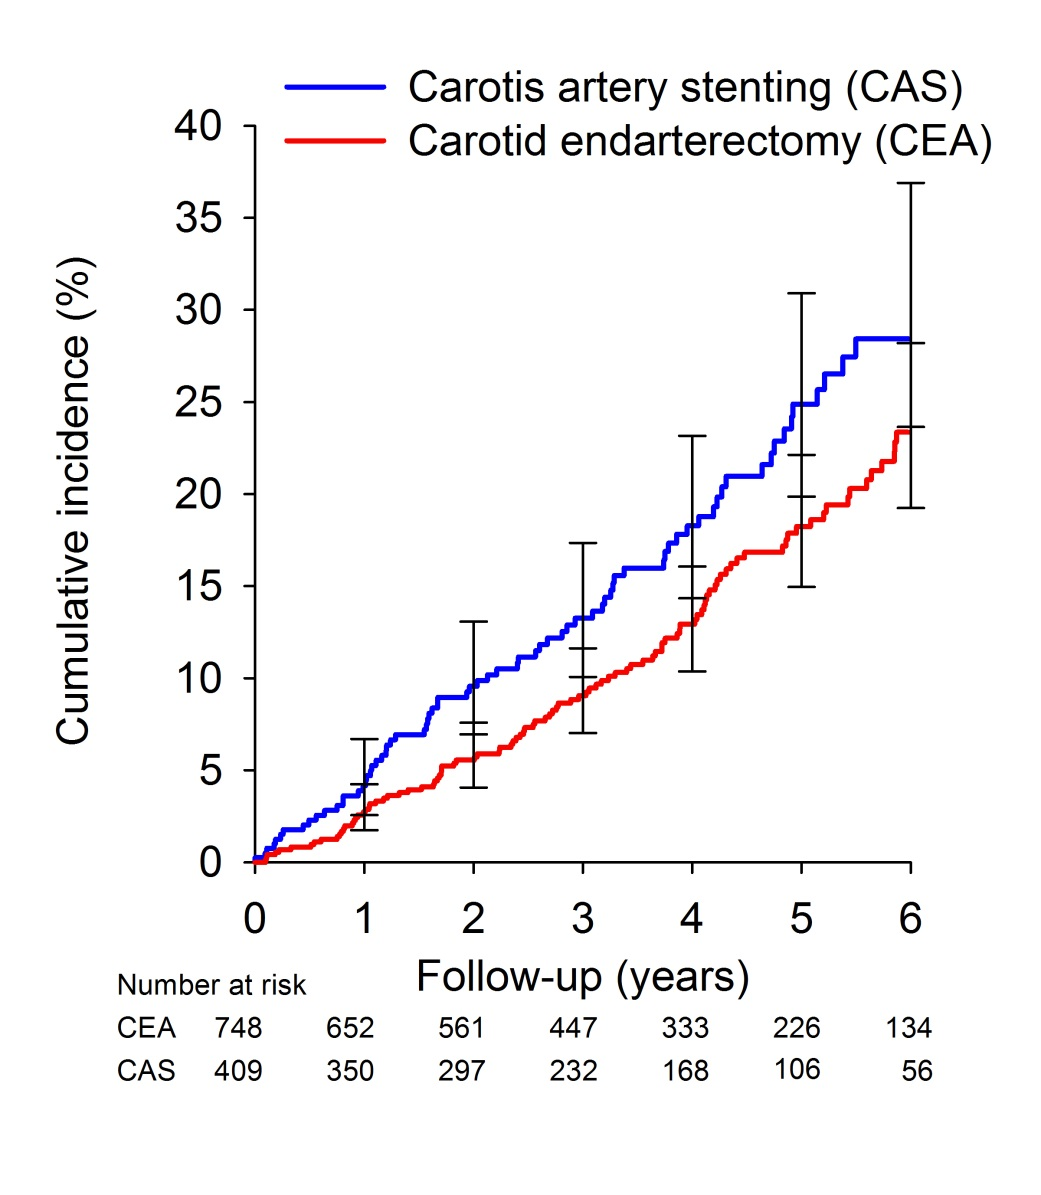 Carotis artery stenting (CAS)
Carotid endarterectomy (CEA)
40
35
30
25
20
15
10
5
0
Cumulative incidence (%)
0 1 2 3 4 5 6
Follow-up (years)
Number at risk
CEA 748 652 561 447 333 226 134
CAS 409 350 297 232 168 106 56